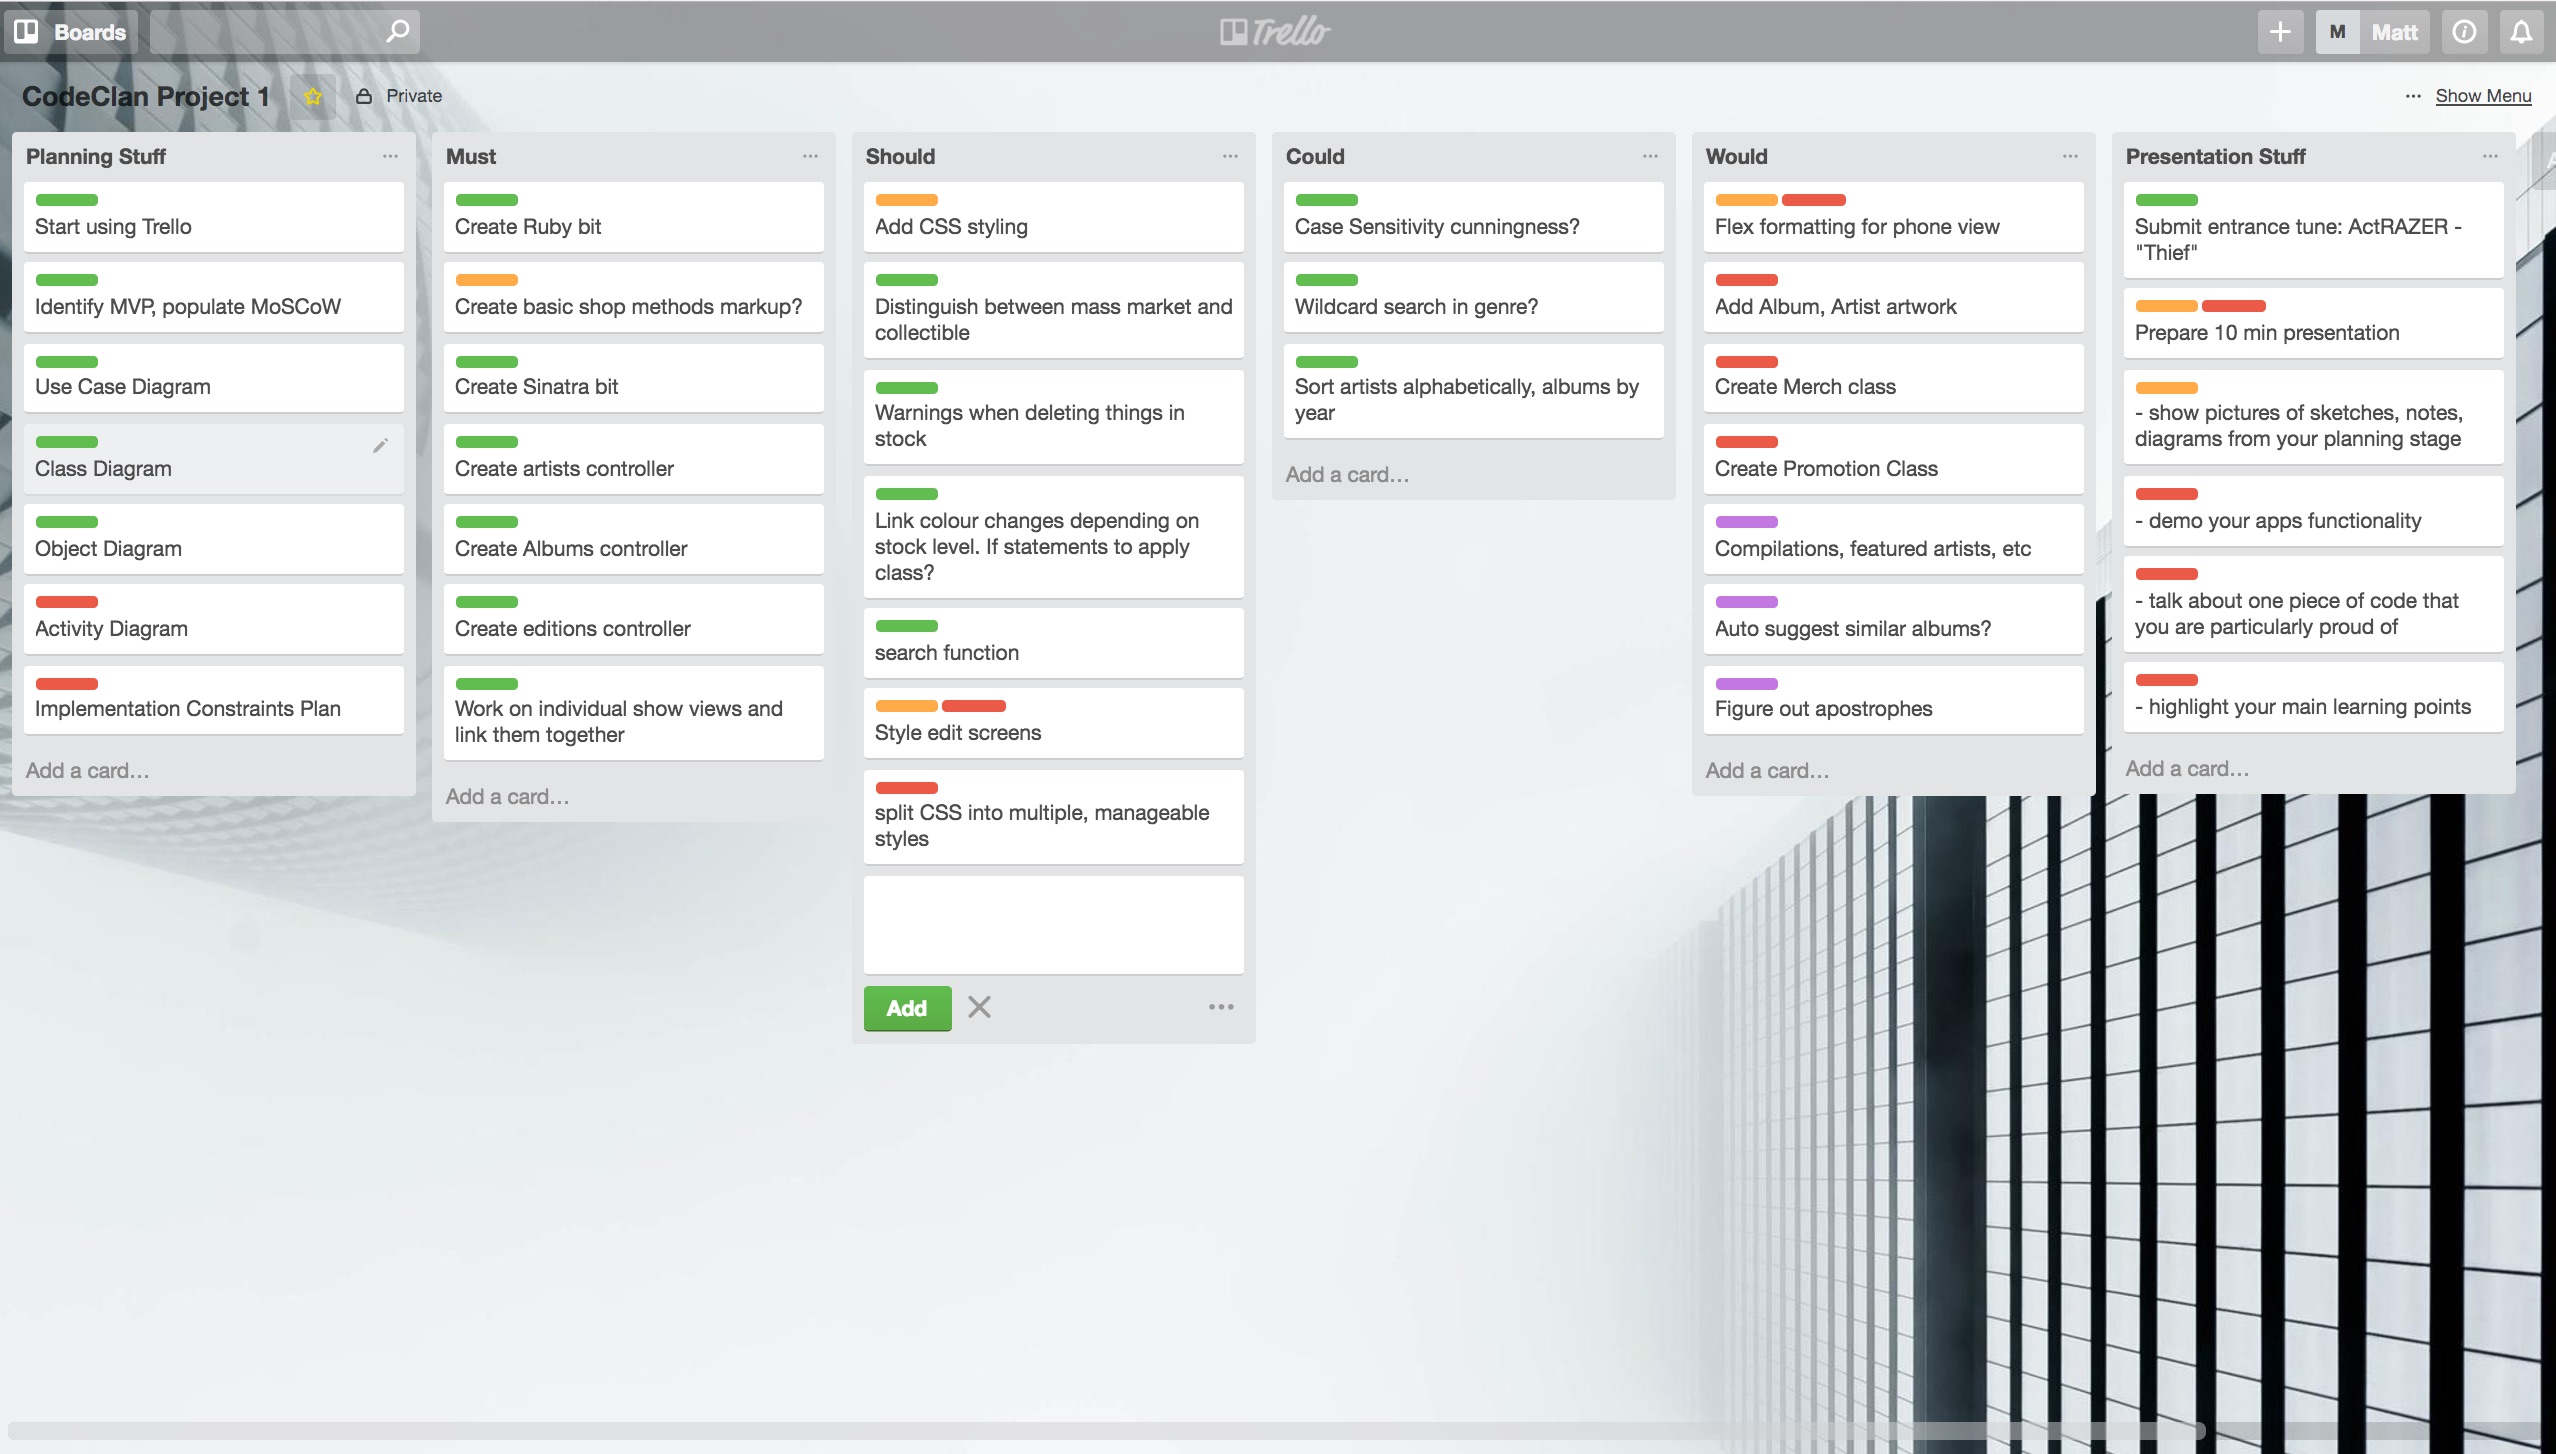 Boards
Trello
M Matt
CodeClan Project 1
Private
... Show Menu
Planning Stuff
Start using Trello
Identify MVP, populate MoSCoW
Use Case Diagram
Class Diagram
Object Diagram
Activity Diagram
Implementation Constraints Plan
Add a card...
Must
Create Ruby bit
Create basic shop methods markup?
Create Sinatra bit
Create artists controller
Create Albums controller
Create editions controller
Work on individual show views and
link them together
Add a card...
Should
Add CSS styling
Distinguish between mass market and
collectible
Warnings when deleting things in
stock
Link colour changes depending on
stock level. If statements to apply
class?
search function
Style edit screens
split CSS into multiple, manageable
styles
Add
Could
Case Sensitivity cunningness?
Wildcard search in genre?
Sort artists alphabetically, albums by
year
Add a card...
Would
Flex formatting for phone view
Add Album, Artist artwork
Create Merch class
Create Promotion Class
Compilations, featured artists, etc
Auto suggest similar albums?
Figure out apostrophes
Add a card...
Presentation Stuff
Submit entrance tune: ActRAZER -
"Thief"
Prepare 10 min presentation
- show pictures of sketches, notes,
diagrams from your planning stage
- demo your apps functionality
- talk about one piece of code that
you are particularly proud of
- highlight your main learning points
Add a card...